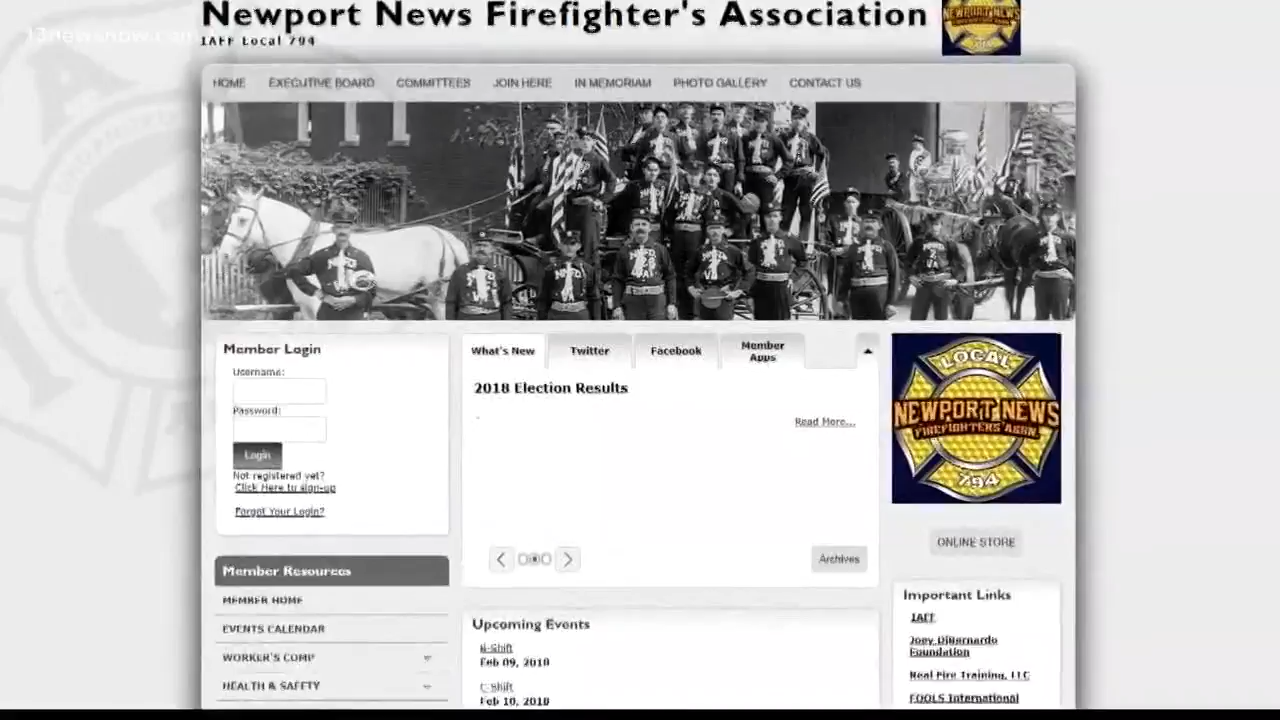 Newport News Firefighter's Association
13newsnow.com
IAFF Local 794
NEWPORT NEWS
HOME EXECUTIVE BOARD COMMITTEES JOIN HERE IN MEMORIAM PHOTO GALLERY CONTACT US
Member Login
Username:
Password:
Login
Not registered yet?
Click Here to sign-up
Forgot Your Login?
What's New Twitter Facebook Member Apps
2018 Election Results
Read More...
Archives
LOCAL
NEWPORT NEWS
FIREFIGHTERS ASSN.
794
ONLINE STORE
Member Resources
MEMBER HOME
EVENTS CALENDAR
WORKER'S COMP
HEALTH & SAFETY
Upcoming Events
B-Shift
Feb 09, 2018
C-Shift
Feb 10, 2018
Important Links
IAFF
Joey DiBernardo
Foundation
Real Fire Training, LLC
FOOLS International